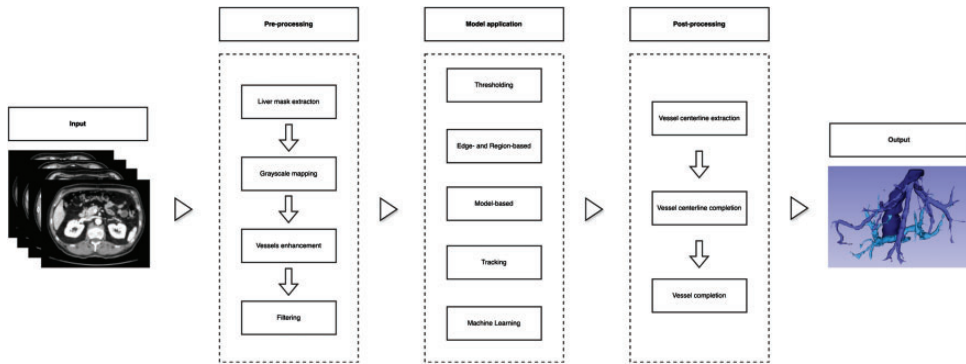 Input
Pre-processing
Liver mask extracton
Grayscale mapping
Vessels enhancement
Filtering
Model application
Thresholding
Edge- and Region-based
Model-based
Tracking
Machine Learning
Post-processing
Vessel centerline extraction
Vessel centerline completion
Vessel completion
Output